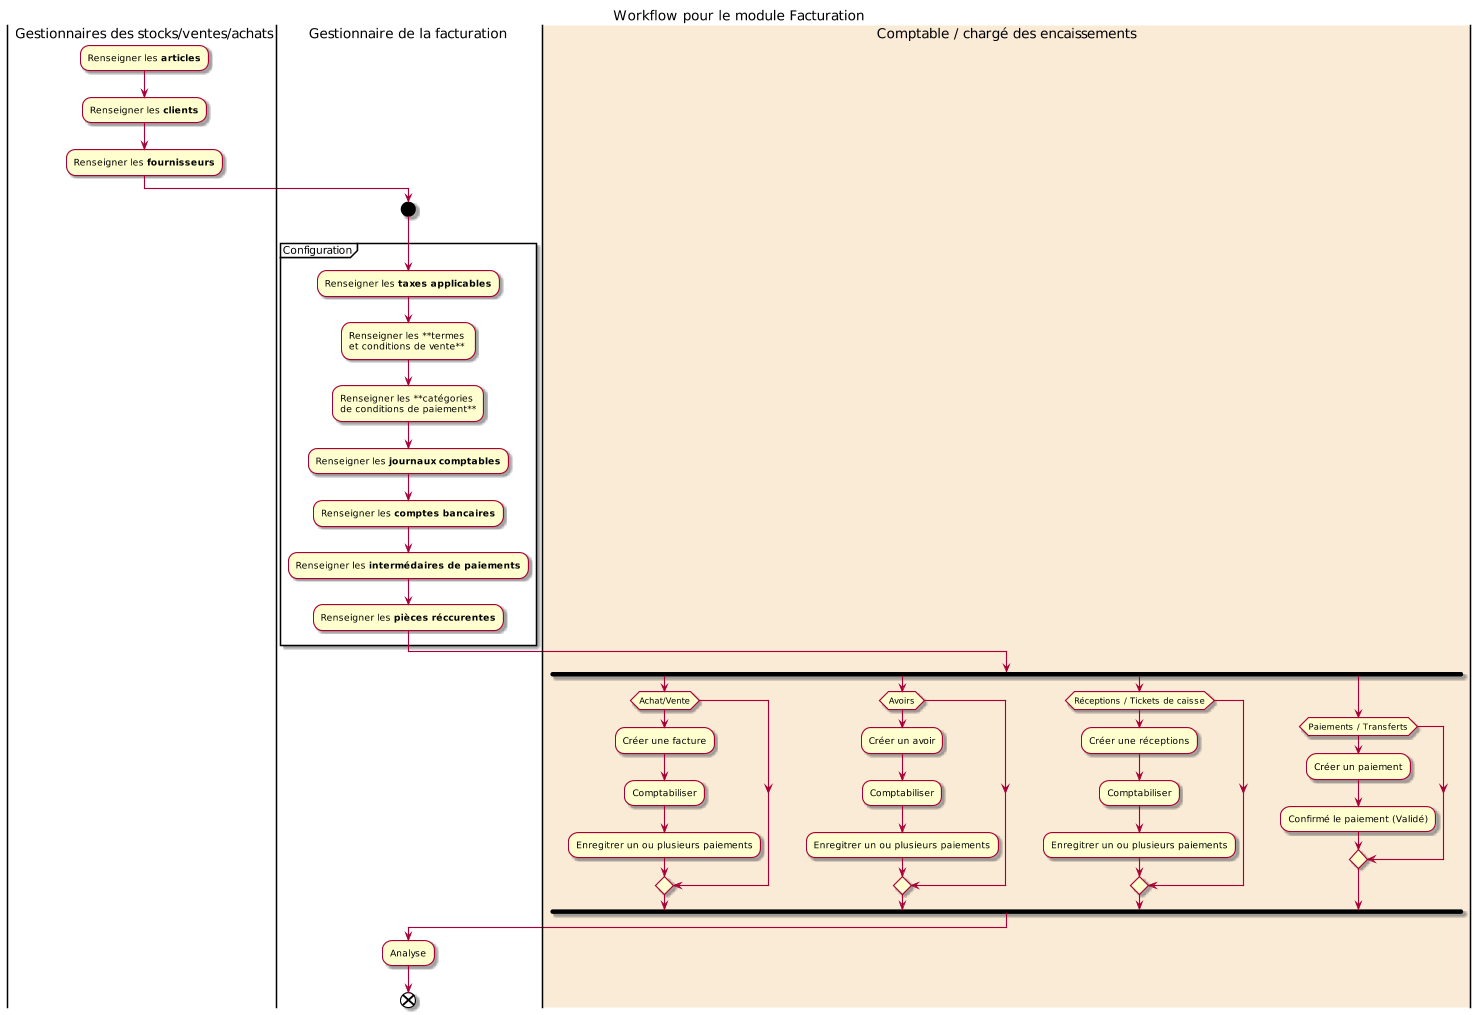 Workflow pour le module Facturation
Gestionnaires des stocks/ventes/achats
Gestionnaire de la facturation
Comptable / chargé des encaissements
Renseigner les articles
Renseigner les clients
Renseigner les fournisseurs
Configuration
Renseigner les taxes applicables
Renseigner les **termes
et conditions de vente**
Renseigner les **catégories
de conditions de paiement**
Renseigner les journaux comptables
Renseigner les comptes bancaires
Renseigner les intermédaires de paiements
Renseigner les pièces réccurentes
Achat/Vente
Créer une facture
Comptabiliser
Enregitrer un ou plusieurs paiements
Avoirs
Créer un avoir
Comptabiliser
Enregitrer un ou plusieurs paiements
Réceptions / Tickets de caisse
Créer une réceptions
Comptabiliser
Enregitrer un ou plusieurs paiements
Paiements / Transferts
Créer un paiement
Confirmé le paiement (Validé)
Analyse